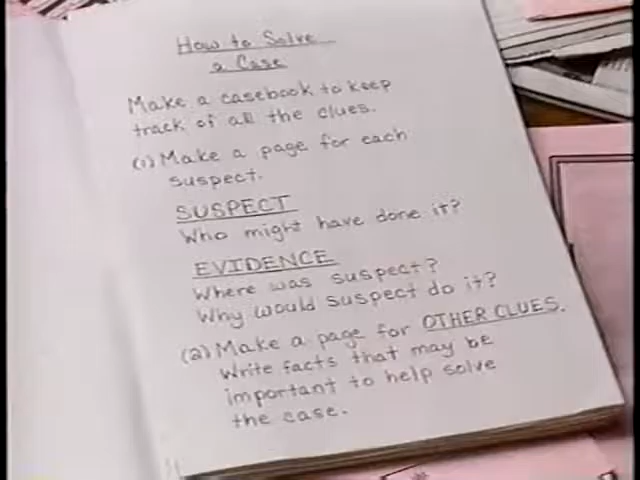 How to Solve
a Case
Make a casebook to keep
track of all the clues.
(1) Make a page for each
suspect.
SUSPECT
Who might have done it?
EVIDENCE
Where was suspect?
Why would suspect do it?
(2) Make a page for OTHER CLUES.
Write facts that may be
important to help solve
the case.